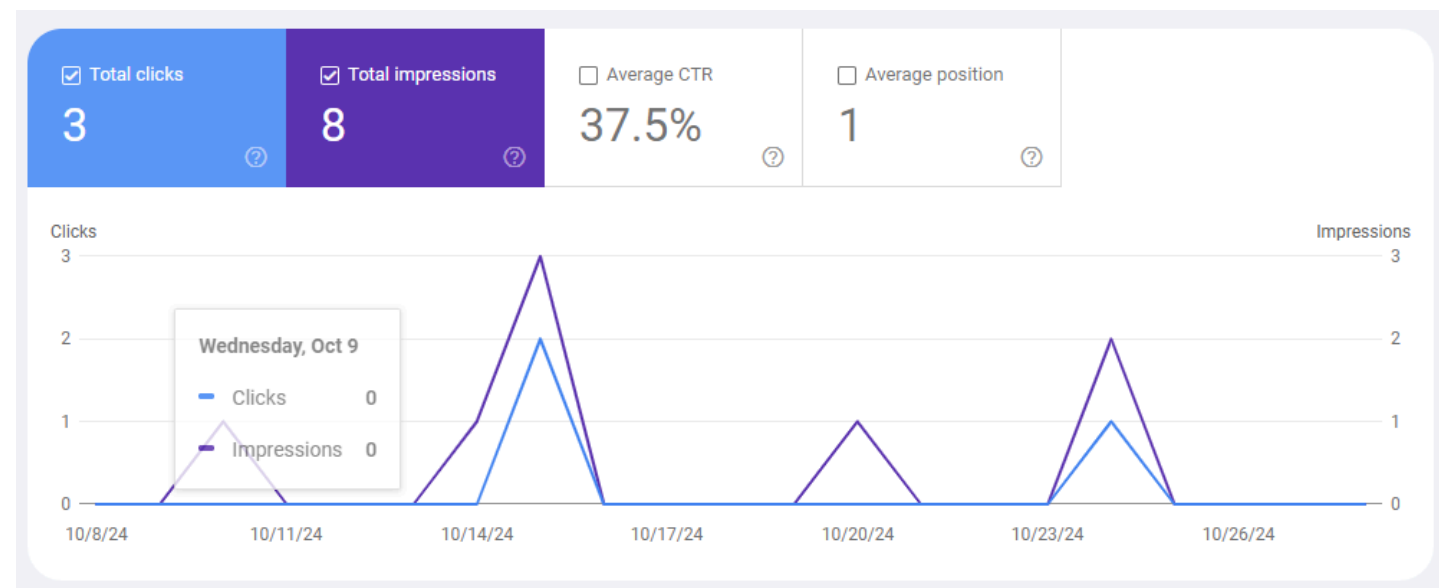 Total clicks
3
Total impressions
8
Average CTR
37.5%
Average position
1
Clicks
Impressions
3
3
2
2
1
1
0
0
Wednesday, Oct 9
Clicks 0
Impressions 0
10/8/24 10/11/24 10/14/24 10/17/24 10/20/24 10/23/24 10/26/24